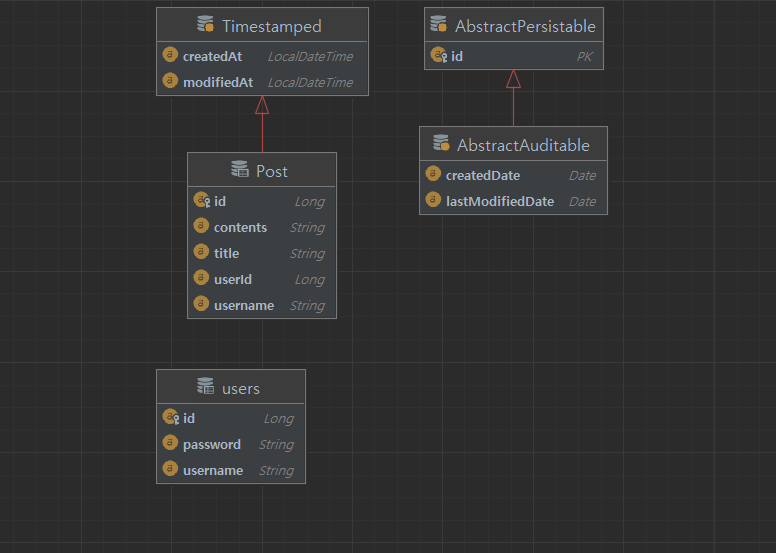 Timestamped
createdAt LocalDateTime
modifiedAt LocalDateTime
AbstractPersistable
id PK
Post
id Long
contents String
title String
userId Long
username String
AbstractAuditable
createdDate Date
lastModifiedDate Date
users
id Long
password String
username String